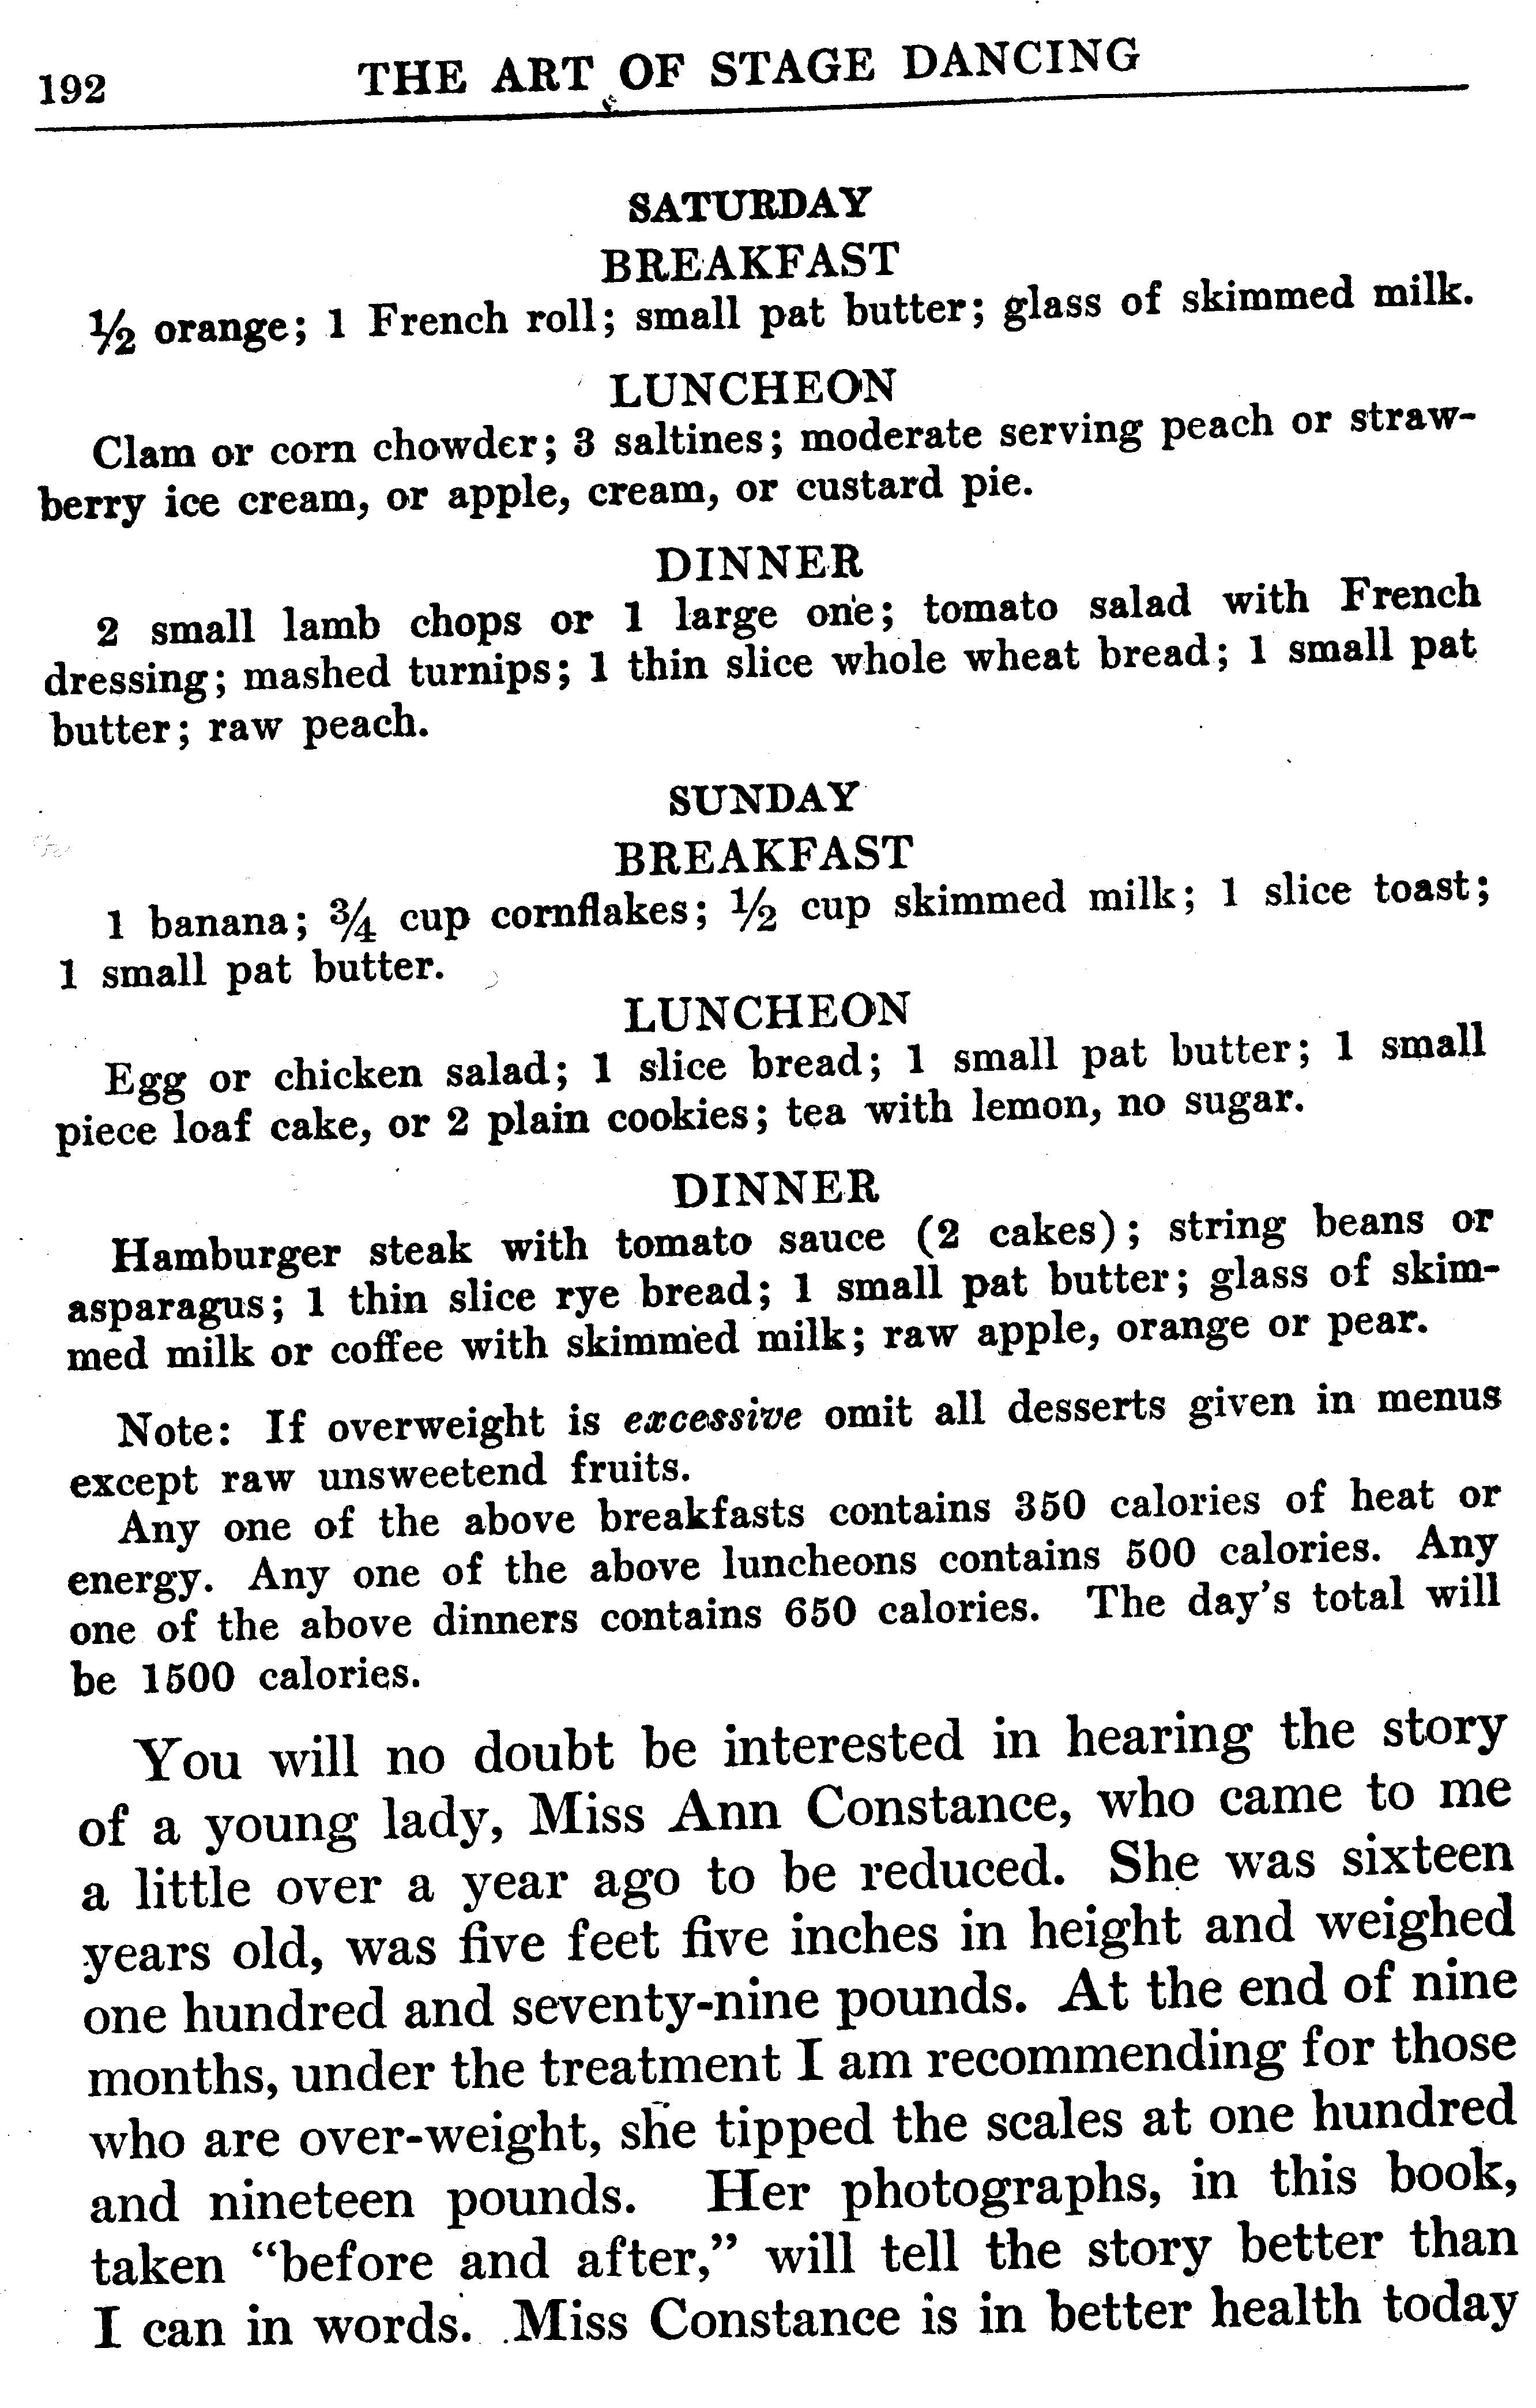 192 THE ART OF STAGE DANCING
SATURDAY
BREAKFAST
½ orange; 1 French roll; small pat butter; glass of skimmed milk.
LUNCHEON
Clam or corn chowder; 3 saltines; moderate serving peach or straw-
berry ice cream, or apple, cream, or custard pie.
DINNER
2 small lamb chops or 1 large one; tomato salad with French
dressing; mashed turnips; 1 thin slice whole wheat bread; 1 small pat
butter; raw peach.
SUNDAY
BREAKFAST
1 banana; ¾ cup cornflakes; ½ cup skimmed milk; 1 slice toast;
1 small pat butter.
LUNCHEON
Egg or chicken salad; 1 slice bread; 1 small pat butter; 1 small
piece loaf cake, or 2 plain cookies; tea with lemon, no sugar.
DINNER
Hamburger steak with tomato sauce (2 cakes); string beans or
asparagus; 1 thin slice rye bread; 1 small pat butter; glass of skim-
med milk or coffee with skimmed milk; raw apple, orange or pear.
Note: If overweight is excessive omit all desserts given in menus
except raw unsweetend fruits.
Any one of the above breakfasts contains 350 calories of heat or
energy. Any one of the above luncheons contains 500 calories. Any
one of the above dinners contains 650 calories. The day's total will
be 1500 calories.
You will no doubt be interested in hearing the story
of a young lady, Miss Ann Constance, who came to me
a little over a year ago to be reduced. She was sixteen
years old, was five feet five inches in height and weighed
one hundred and seventy-nine pounds. At the end of nine
months, under the treatment I am recommending for those
who are over-weight, she tipped the scales at one hundred
and nineteen pounds. Her photographs, in this book,
taken “before and after,” will tell the story better than
I can in words. Miss Constance is in better health today